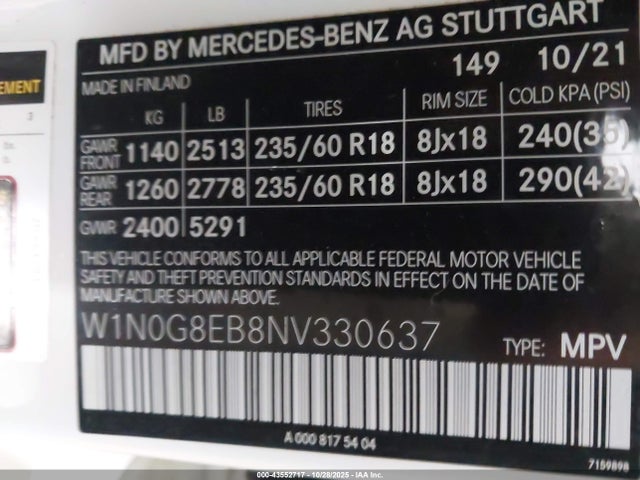 MFD BY MERCEDES-BENZ AG STUTTGART
149 10/21
MADE IN FINLAND
EMENT
KG LB TIRES RIM SIZE COLD KPA(PSI)
GAWR FRONT 1140 2513 235/60 R18 8Jx18 240(35)
GAWR REAR 1260 2778 235/60 R18 8Jx18 290(42)
GVWR 2400 5291
THIS VEHICLE CONFORMS TO ALL APPLICABLE FEDERAL MOTOR VEHICLE
SAFETY AND THEFT PREVENTION STANDARDS IN EFFECT ON THE DATE OF
MANUFACTURE SHOWN ABOVE.
W1N0G8EB8NV330637
TYPE: MPV
A 000 817 54 04
7159898
000-43552717 - 10/28/2025 - IAA Inc.